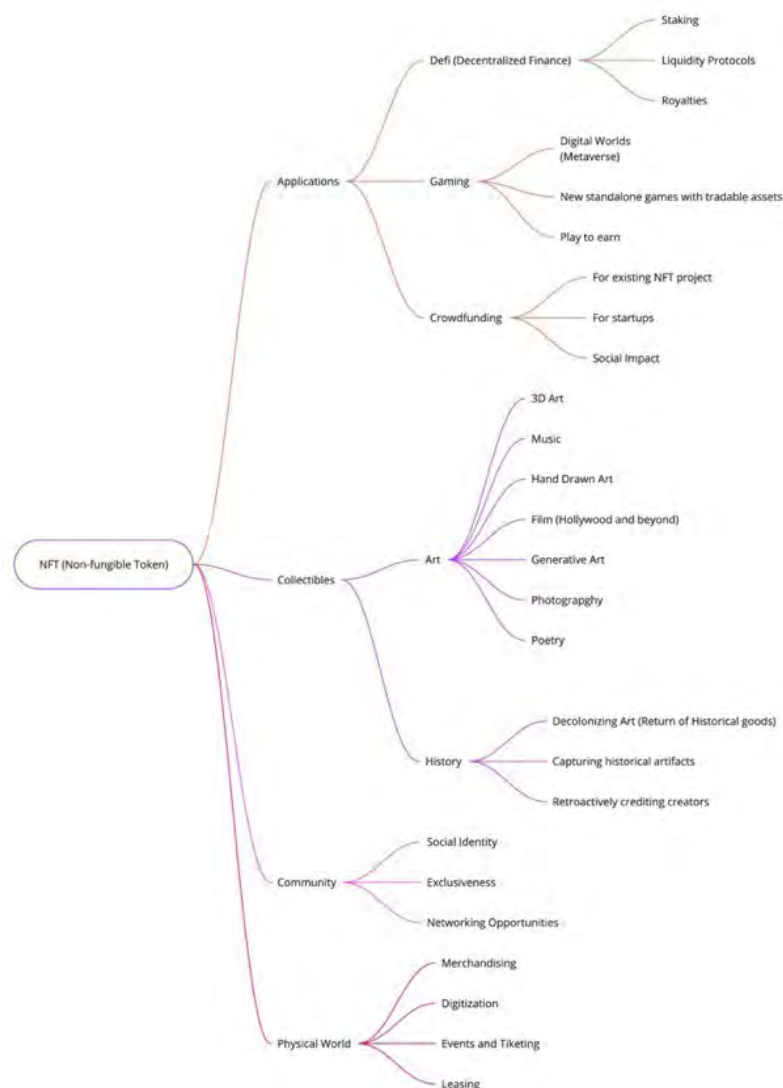 NFT (Non-fungible Token)
Applications
Defi (Decentralized Finance)
Staking
Liquidity Protocols
Royalties
Gaming
Digital Worlds
(Metaverse)
New standalone games with tradable assets
Play to earn
Crowdfunding
For existing NFT project
For startups
Social Impact
Collectibles
Art
3D Art
Music
Hand Drawn Art
Film (Hollywood and beyond)
Generative Art
Photograpghy
Poetry
History
Decolonizing Art (Return of Historical goods)
Capturing historical artifacts
Retroactively crediting creators
Community
Social Identity
Exclusiveness
Networking Opportunities
Physical World
Merchandising
Digitization
Events and Tiketing
Leasing